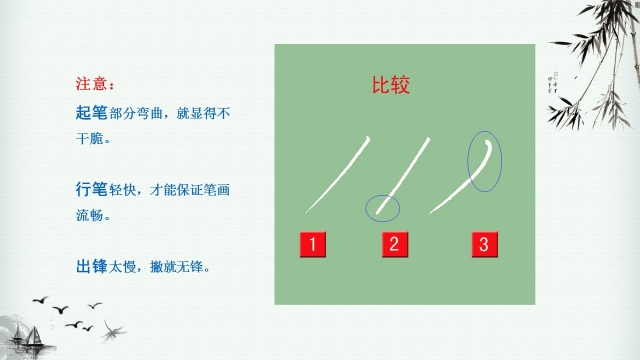 注意：
起笔部分弯曲，就显得不
干脆。
行笔轻快，才能保证笔画
流畅。
出锋太慢，撇就无锋。
比较
1 2 3